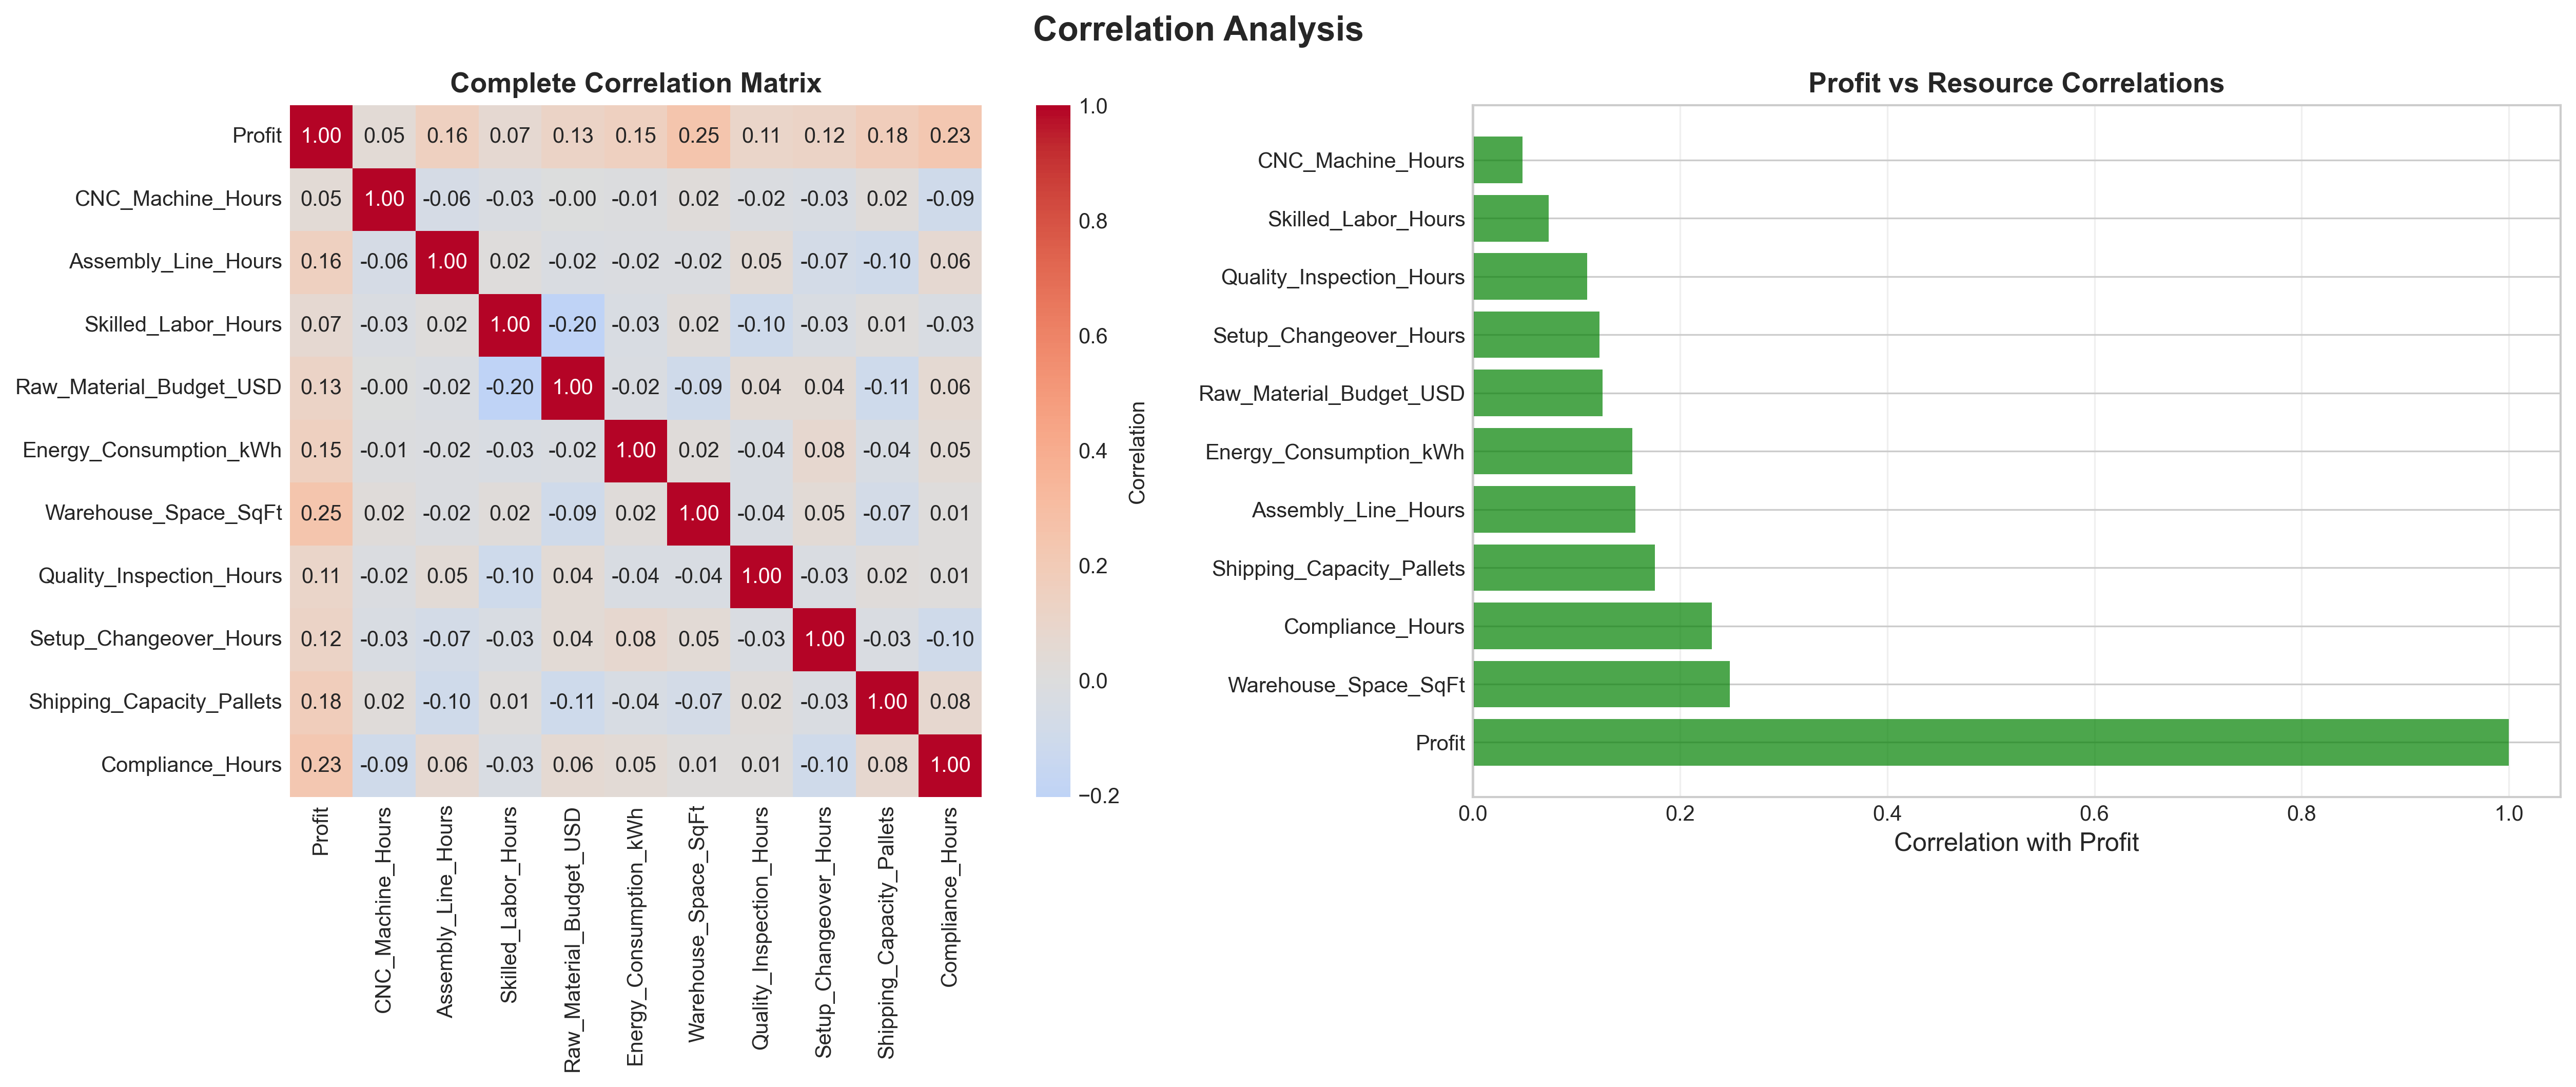 Correlation Analysis
Complete Correlation Matrix
Profit 1.00 0.05 0.16 0.07 0.13 0.15 0.25 0.11 0.12 0.18 0.23
CNC_Machine_Hours 0.05 1.00 -0.06 -0.03 -0.00 -0.01 0.02 -0.02 -0.03 0.02 -0.09
Assembly_Line_Hours 0.16 -0.06 1.00 0.02 -0.02 -0.02 -0.02 0.05 -0.07 -0.10 0.06
Skilled_Labor_Hours 0.07 -0.03 0.02 1.00 -0.20 -0.03 0.02 -0.10 -0.03 0.01 -0.03
Raw_Material_Budget_USD 0.13 -0.00 -0.02 -0.20 1.00 -0.02 -0.09 0.04 0.04 -0.11 0.06
Energy_Consumption_kWh 0.15 -0.01 -0.02 -0.03 -0.02 1.00 0.02 -0.04 0.08 -0.04 0.05
Warehouse_Space_SqFt 0.25 0.02 -0.02 0.02 -0.09 0.02 1.00 -0.04 0.05 -0.07 0.01
Quality_Inspection_Hours 0.11 -0.02 0.05 -0.10 0.04 -0.04 -0.04 1.00 -0.03 0.02 0.01
Setup_Changeover_Hours 0.12 -0.03 -0.07 -0.03 0.04 0.08 0.05 -0.03 1.00 -0.03 -0.10
Shipping_Capacity_Pallets 0.18 0.02 -0.10 0.01 -0.11 -0.04 -0.07 0.02 -0.03 1.00 0.08
Compliance_Hours 0.23 -0.09 0.06 -0.03 0.06 0.05 0.01 0.01 -0.10 0.08 1.00
Profit
CNC_Machine_Hours
Assembly_Line_Hours
Skilled_Labor_Hours
Raw_Material_Budget_USD
Energy_Consumption_kWh
Warehouse_Space_SqFt
Quality_Inspection_Hours
Setup_Changeover_Hours
Shipping_Capacity_Pallets
Compliance_Hours
1.0
0.8
0.6
0.4
0.2
0.0
−0.2
Correlation
Profit vs Resource Correlations
CNC_Machine_Hours
Skilled_Labor_Hours
Quality_Inspection_Hours
Setup_Changeover_Hours
Raw_Material_Budget_USD
Energy_Consumption_kWh
Assembly_Line_Hours
Shipping_Capacity_Pallets
Compliance_Hours
Warehouse_Space_SqFt
Profit
0.0 0.2 0.4 0.6 0.8 1.0
Correlation with Profit